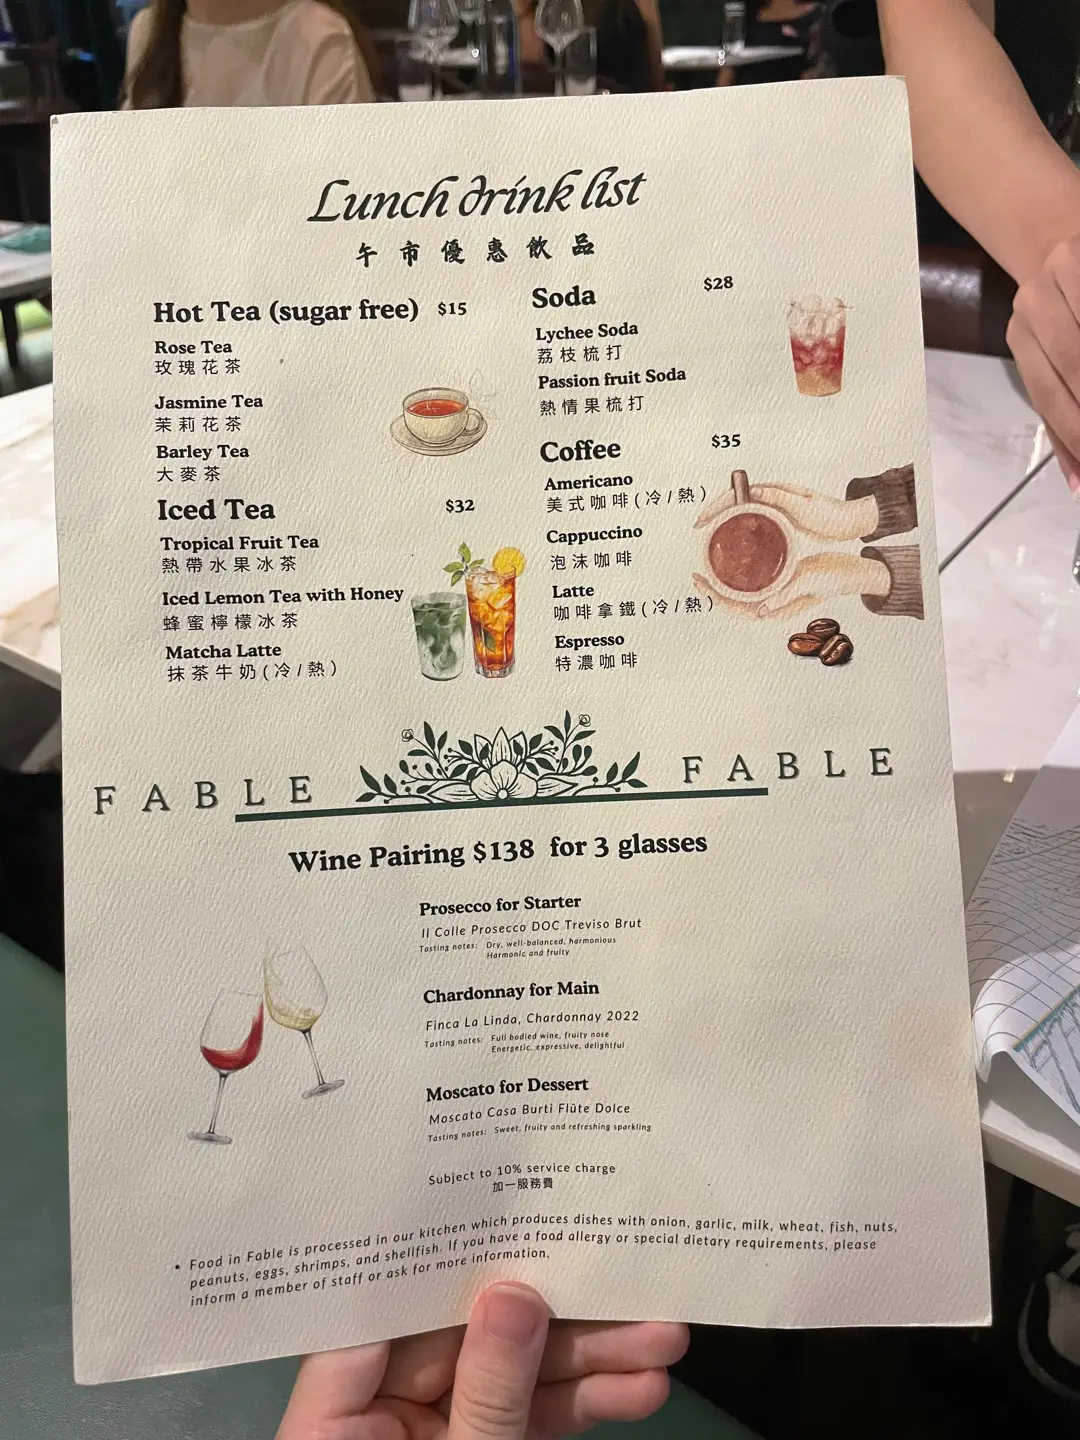 Lunch drink list
午市優惠飲品
Hot Tea (sugar free) $15
Rose Tea
玫瑰花茶
Jasmine Tea
茉莉花茶
Barley Tea
大麥茶
Iced Tea $32
Tropical Fruit Tea
熱帶水果冰茶
Iced Lemon Tea with Honey
蜂蜜檸檬冰茶
Matcha Latte
抹茶牛奶(冷/熱)
Soda $28
Lychee Soda
荔枝梳打
Passion fruit Soda
熱情果梳打
Coffee $35
Americano
美式咖啡(冷/熱)
Cappuccino
泡沫咖啡
Latte
咖啡拿鐵(冷/熱)
Espresso
特濃咖啡
FABLE FABLE
Wine Pairing $138 for 3 glasses
Prosecco for Starter
Il Colle Prosecco DOC Treviso Brut
Tasting notes: Dry, well-balanced, harmonious
Harmonic and fruity
Chardonnay for Main
Finca La Linda, Chardonnay 2022
Tasting notes: Full bodied wine, fruity nose
Energetic, expressive, delightful
Moscato for Dessert
Moscato Casa Burti Flûte Dolce
Tasting notes: Sweet, fruity and refreshing sparkling
Subject to 10% service charge
加一服務費
• Food in Fable is processed in our kitchen which produces dishes with onion, garlic, milk, wheat, fish, nuts,
peanuts, eggs, shrimps, and shellfish. If you have a food allergy or special dietary requirements, please
inform a member of staff or ask for more information.